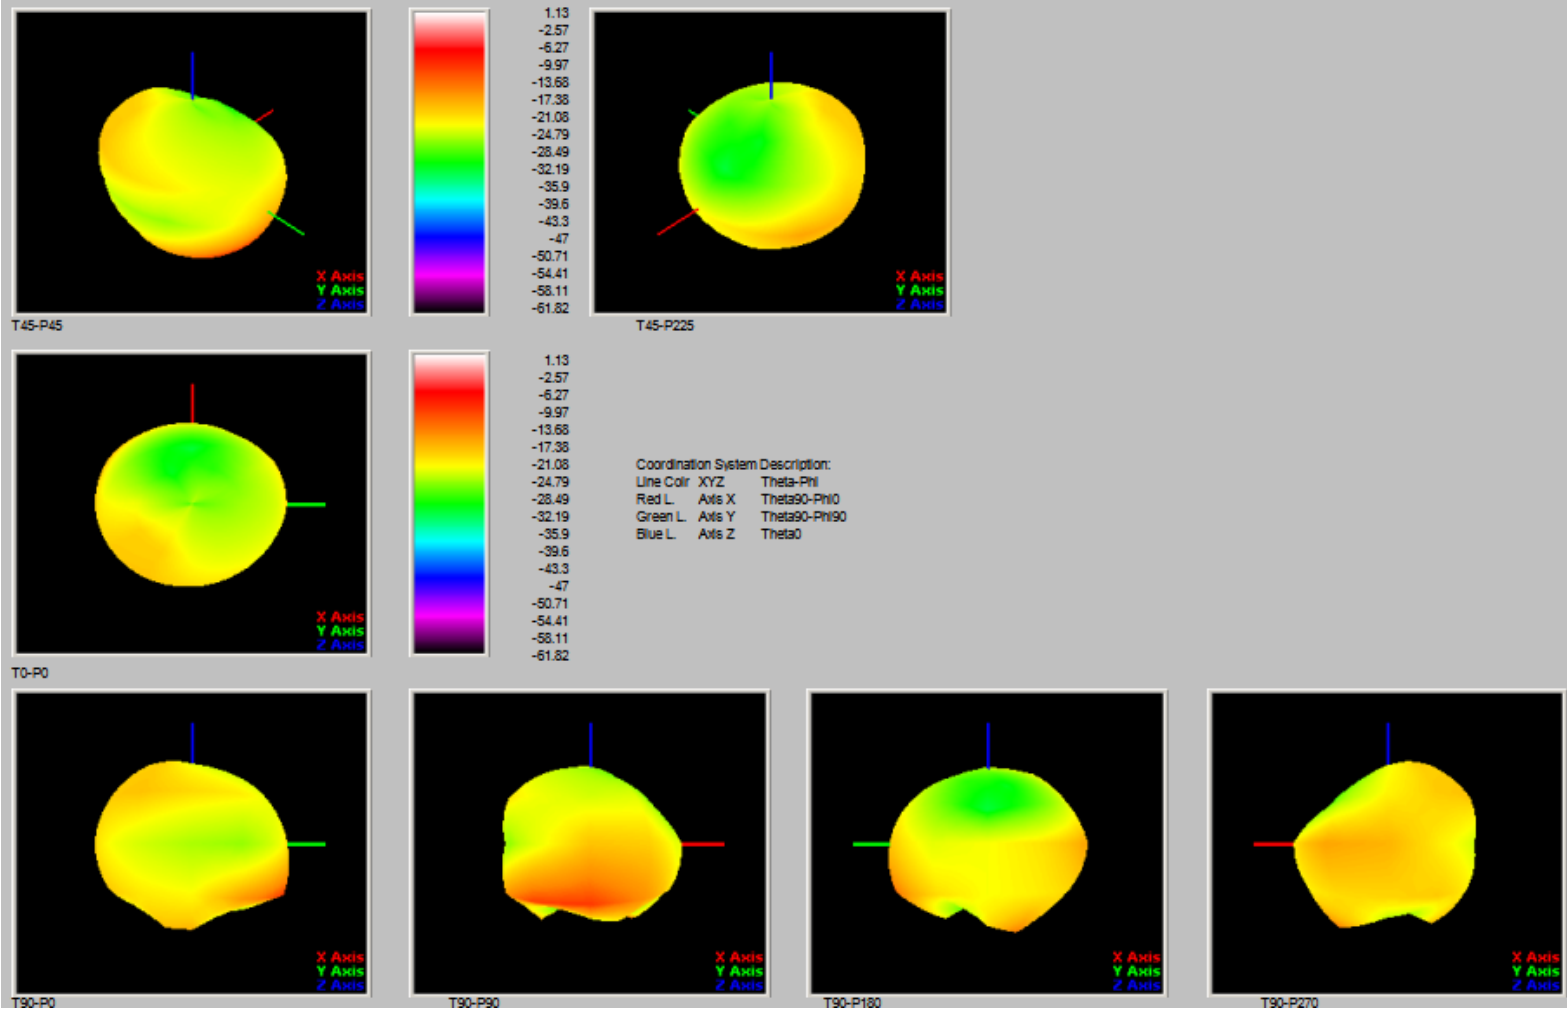 1.13
-2.57
-6.27
-9.97
-13.68
-17.38
-21.08
-24.79
-28.49
-32.19
-35.9
-39.6
-43.3
-47
-50.71
-54.41
-58.11
-61.82
X Axis
Y Axis
Z Axis
X Axis
Y Axis
Z Axis
T45-P45
T45-P225
1.13
-2.57
-6.27
-9.97
-13.68
-17.38
-21.08
-24.79
-28.49
-32.19
-35.9
-39.6
-43.3
-47
-50.71
-54.41
-58.11
-61.82
Coordination System Description:
Line Colr XYZ Theta-Phi
Red L. Axis X Theta90-Phi0
Green L. Axis Y Theta90-Phi90
Blue L. Axis Z Theta0
X Axis
Y Axis
Z Axis
T0-P0
X Axis
Y Axis
Z Axis
X Axis
Y Axis
Z Axis
X Axis
Y Axis
Z Axis
X Axis
Y Axis
Z Axis
T90-P0
T90-P90
T90-P180
T90-P270